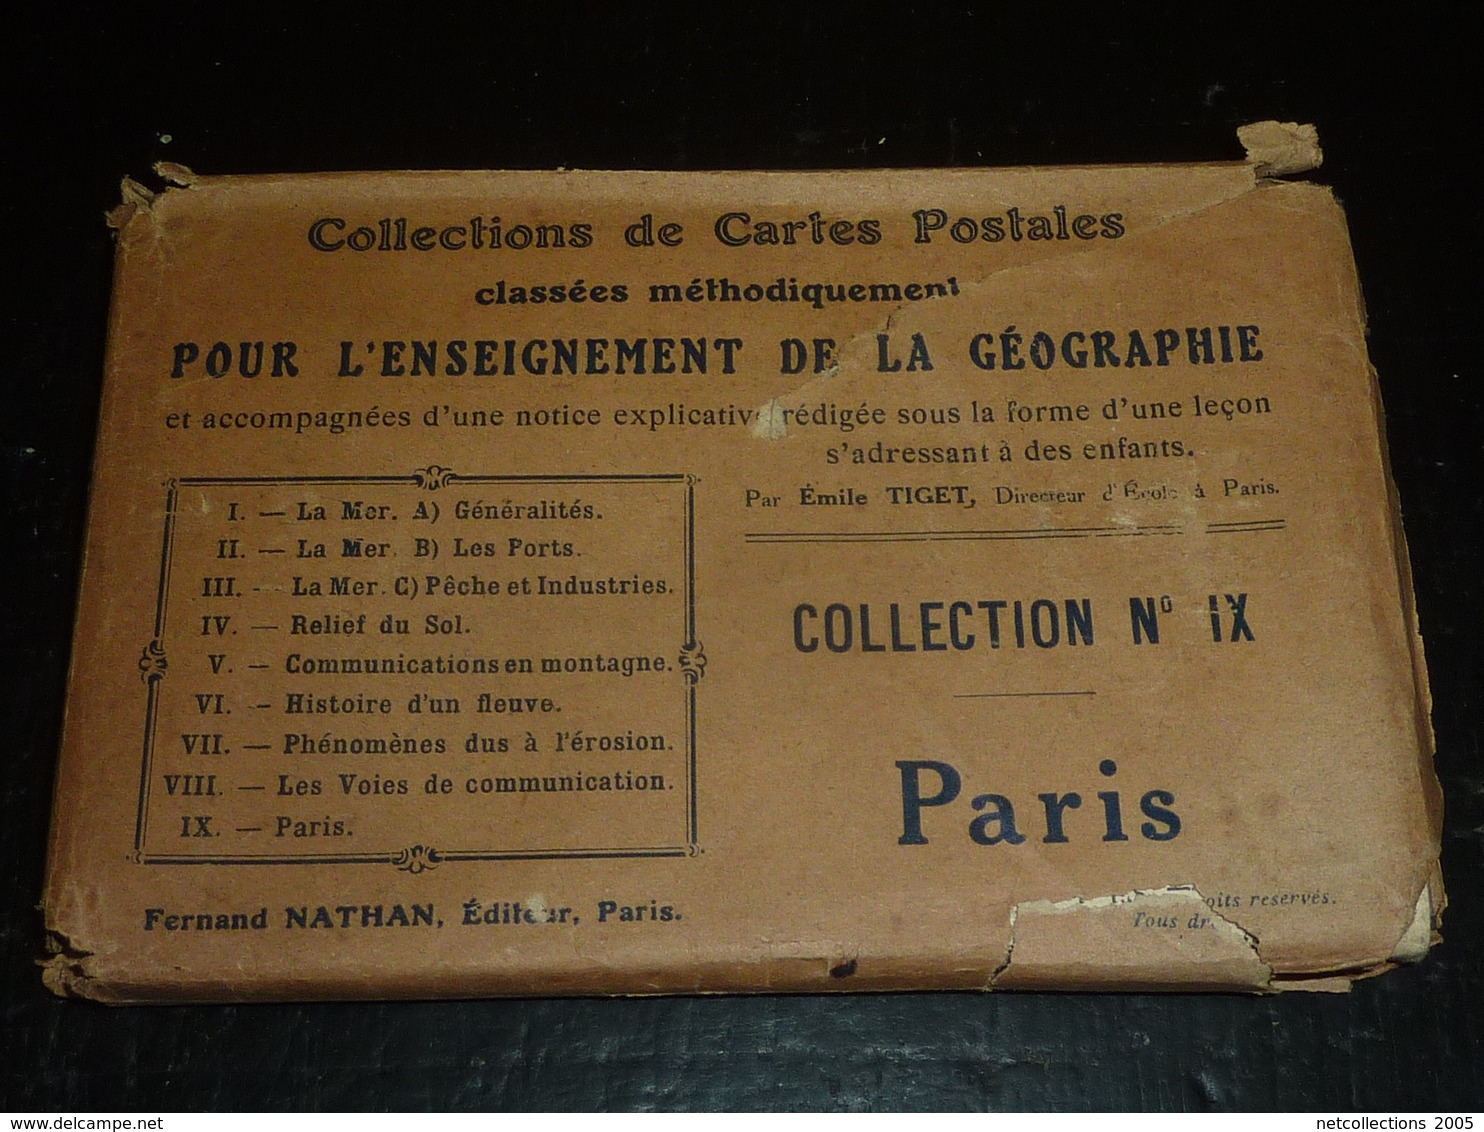 Collections de Cartes Postales
classées méthodiquement
POUR L'ENSEIGNEMENT DE LA GÉOGRAPHIE
et accompagnées d'une notice explicative rédigée sous la forme d'une leçon
s'adressant à des enfants.
Par Émile TIGET, Directeur d'École à Paris.
I. — La Mer. A) Généralités.
II. — La Mer. B) Les Ports.
III. — La Mer. C) Pêche et Industries.
IV. — Relief du Sol.
V. — Communications en montagne.
VI. — Histoire d'un fleuve.
VII. — Phénomènes dus à l'érosion.
VIII. — Les Voies de communication.
IX. — Paris.
Fernand NATHAN, Éditeur, Paris.
COLLECTION No IX
Paris
reservés.
Tous
www.delcampe.net
netcollections 2005